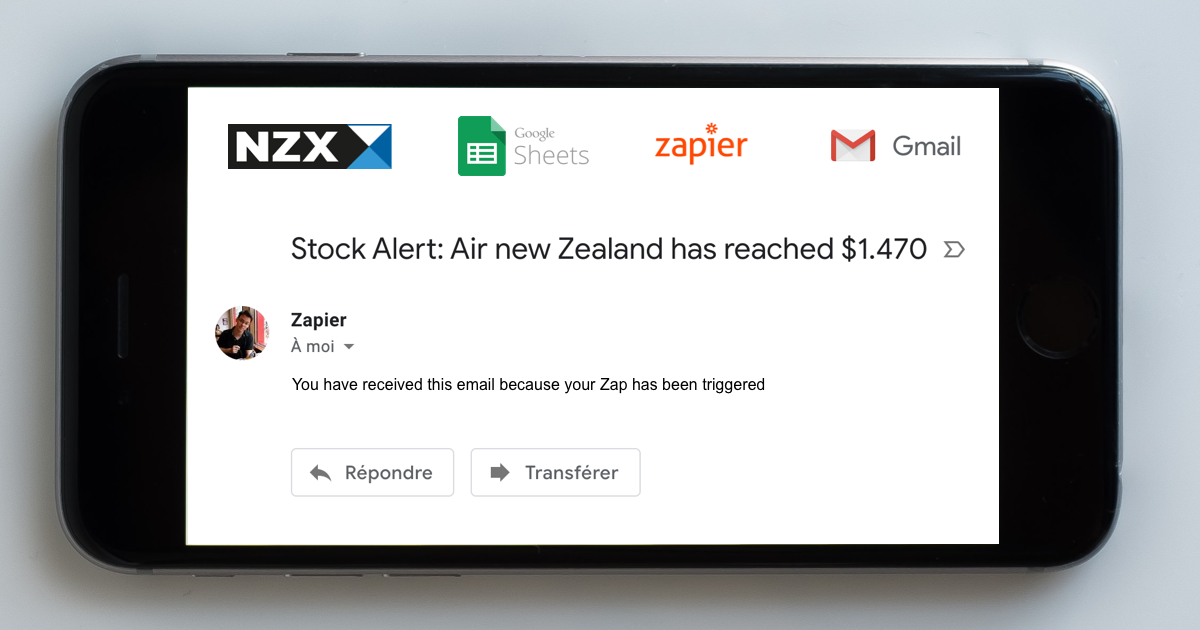 NZX
Google
Sheets
zapier
Gmail
Stock Alert: Air new Zealand has reached $1.470
Zapier
À moi
You have received this email because your Zap has been triggered
Répondre
Transférer